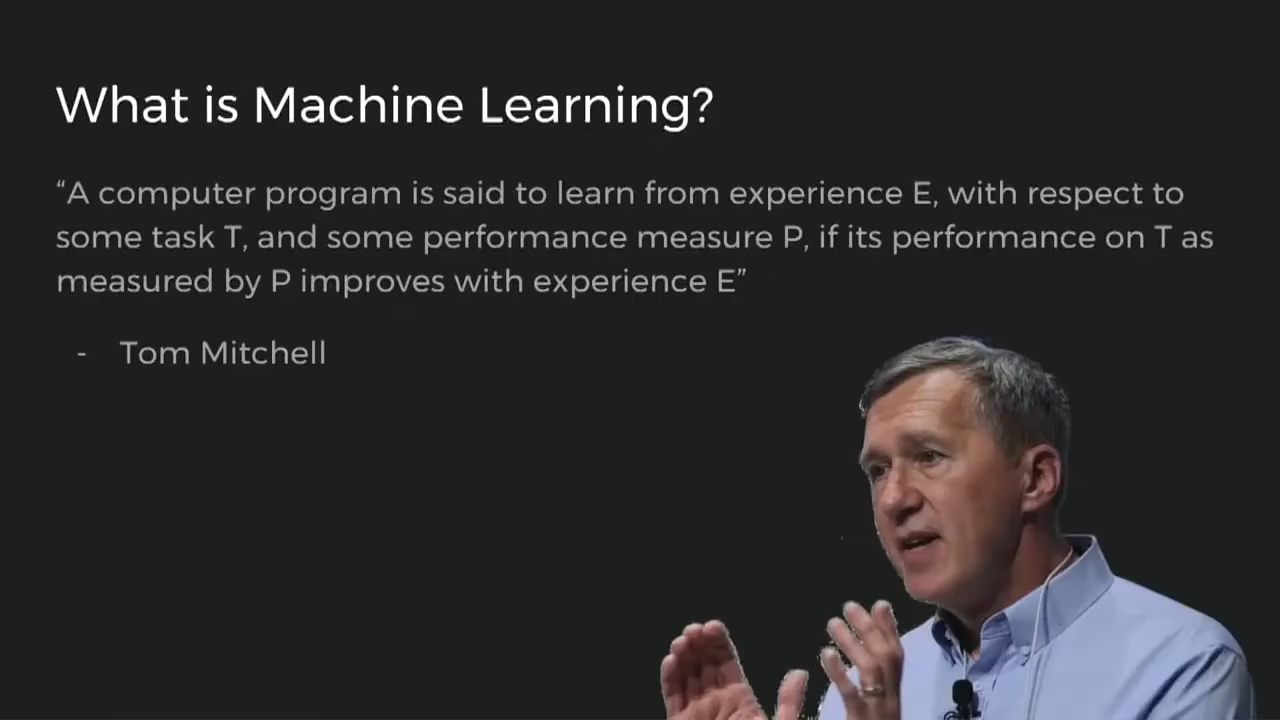 What is Machine Learning?
“A computer program is said to learn from experience E, with respect to
some task T, and some performance measure P, if its performance on T as
measured by P improves with experience E”
- Tom Mitchell